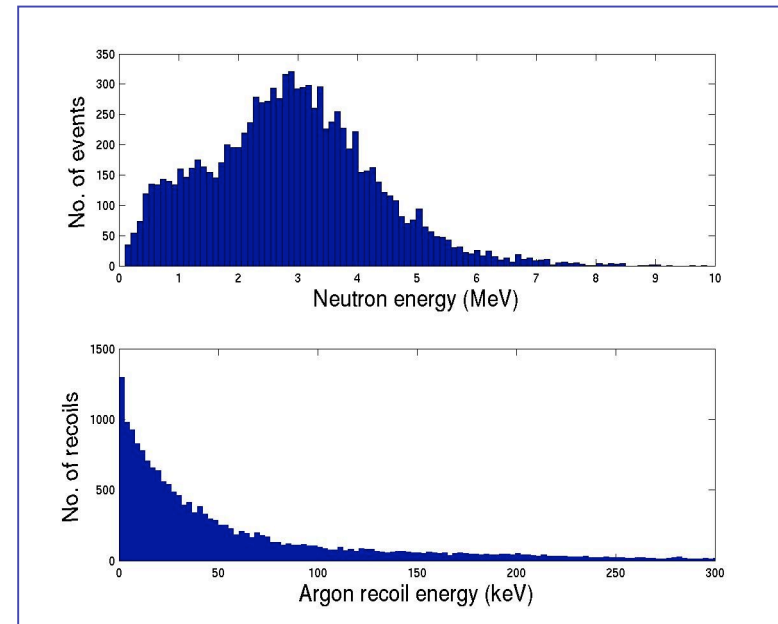 350
300
250
200
150
100
50
0
No. of events
0 1 2 3 4 5 6 7 8 9 10
Neutron energy (MeV)
1500
1000
500
0
No. of recoils
0 50 100 150 200 250 300
Argon recoil energy (keV)